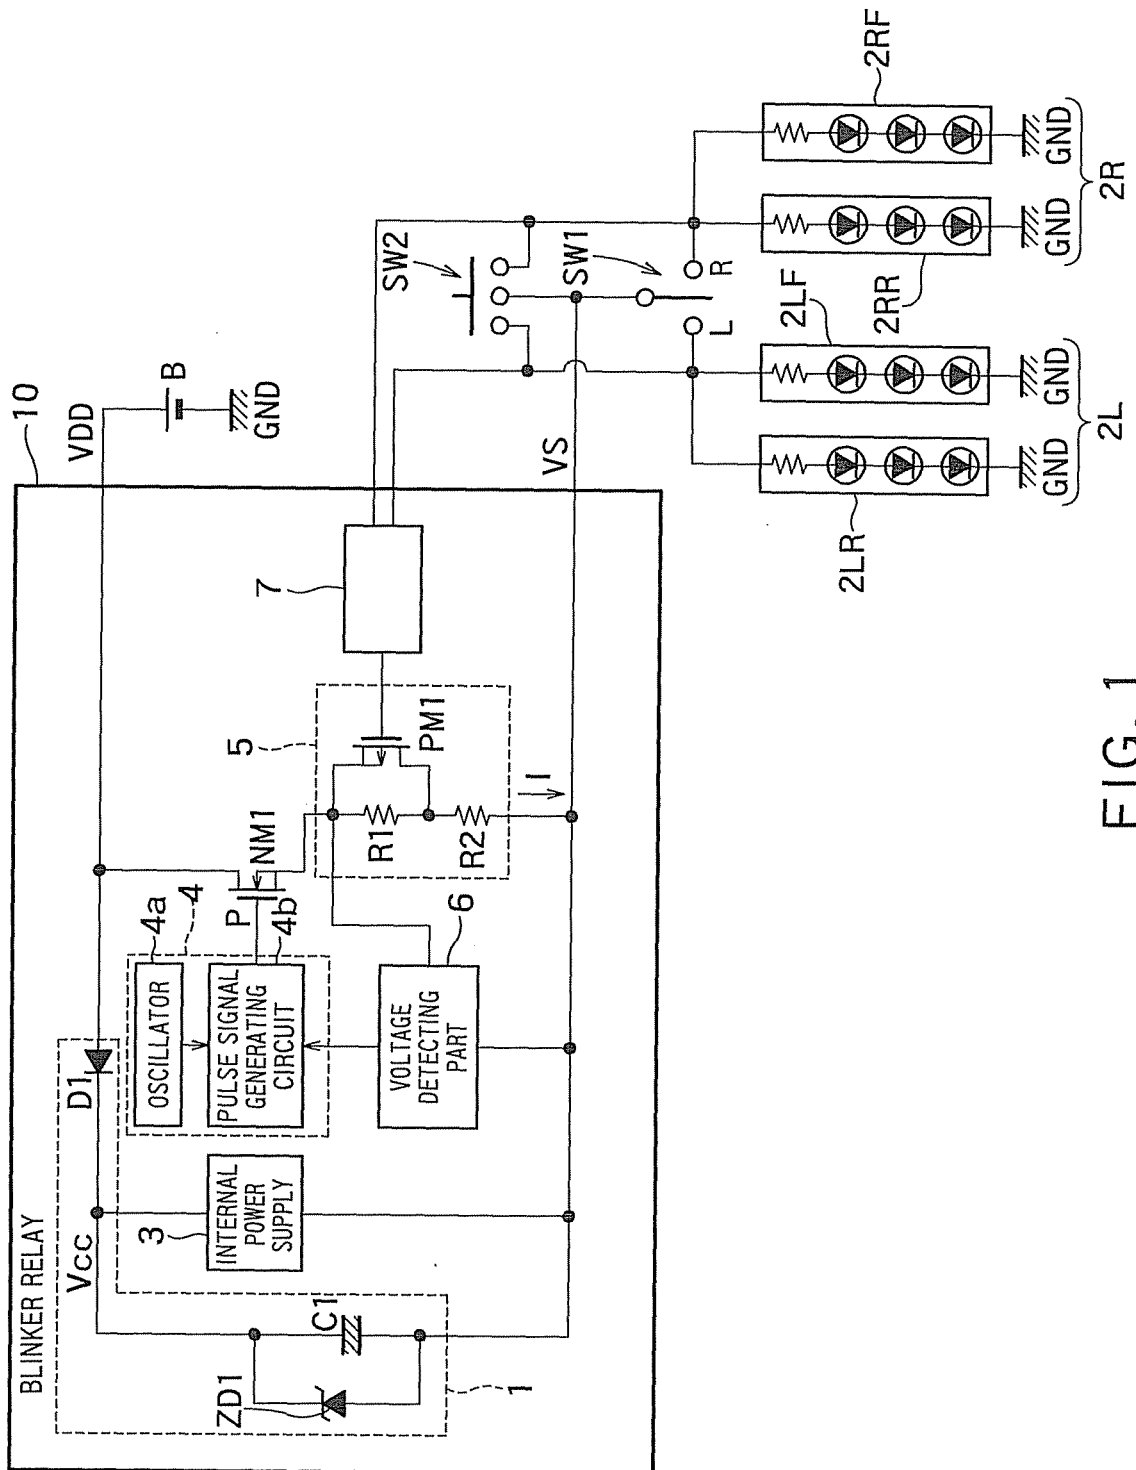 BLINKER RELAY
10
VDD
B
GND
D1
Vcc
ZD1
C1
1
3
INTERNAL
POWER
SUPPLY
4a
4
OSCILLATOR
PULSE SIGNAL
GENERATING
CIRCUIT
4b
P
NM1
VOLTAGE
DETECTING
PART
6
5
R1
R2
PM1
I
7
VS
SW2
SW1
L
R
2LR
2LF
2RR
2RF
GND
GND
GND
GND
2L
2R
FIG. 1